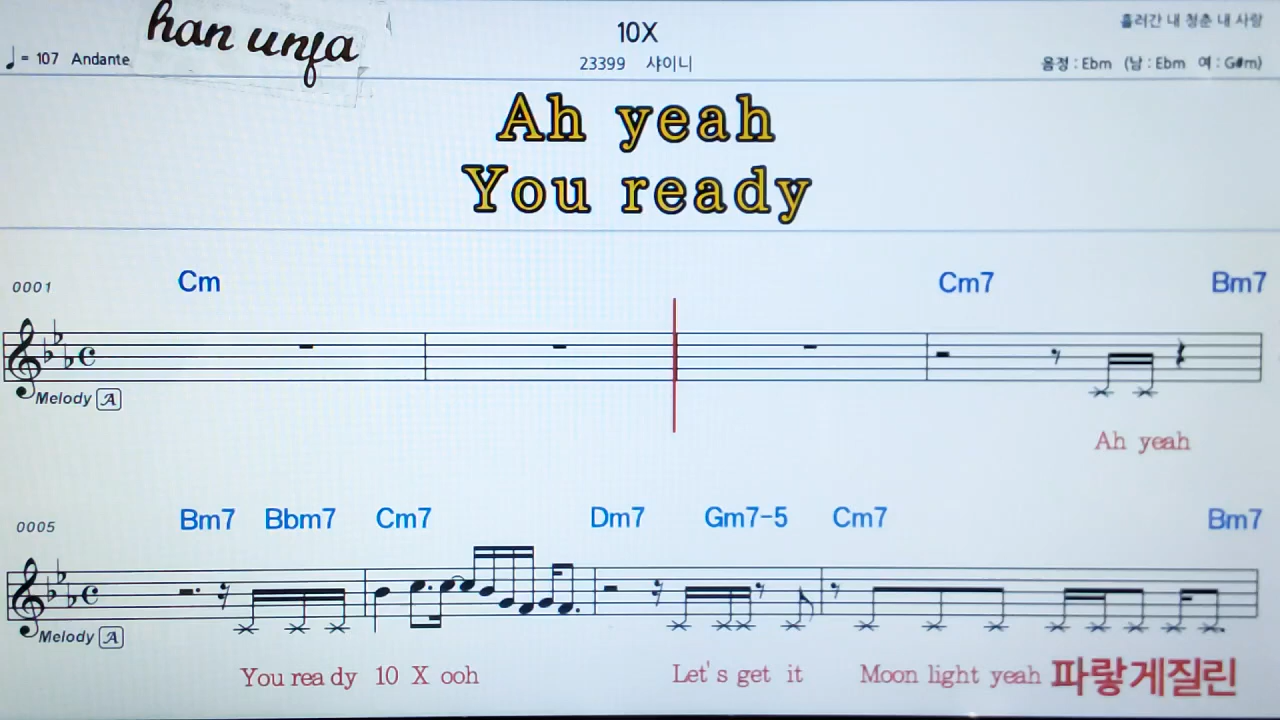 han unfa
10X
흘러간 내 청춘 내 사랑
♩ = 107 Andante
23399 샤이니
음정 : Ebm (남 : Ebm 여 : G#m)
Ah yeah
You ready
0001 Cm Cm7 Bm7
Melody A
Ah yeah
0005 Bm7 Bbm7 Cm7 Dm7 Gm7-5 Cm7 Bm7
Melody A
You rea dy 10 X ooh Let's get it Moon light yeah 파랗게질린